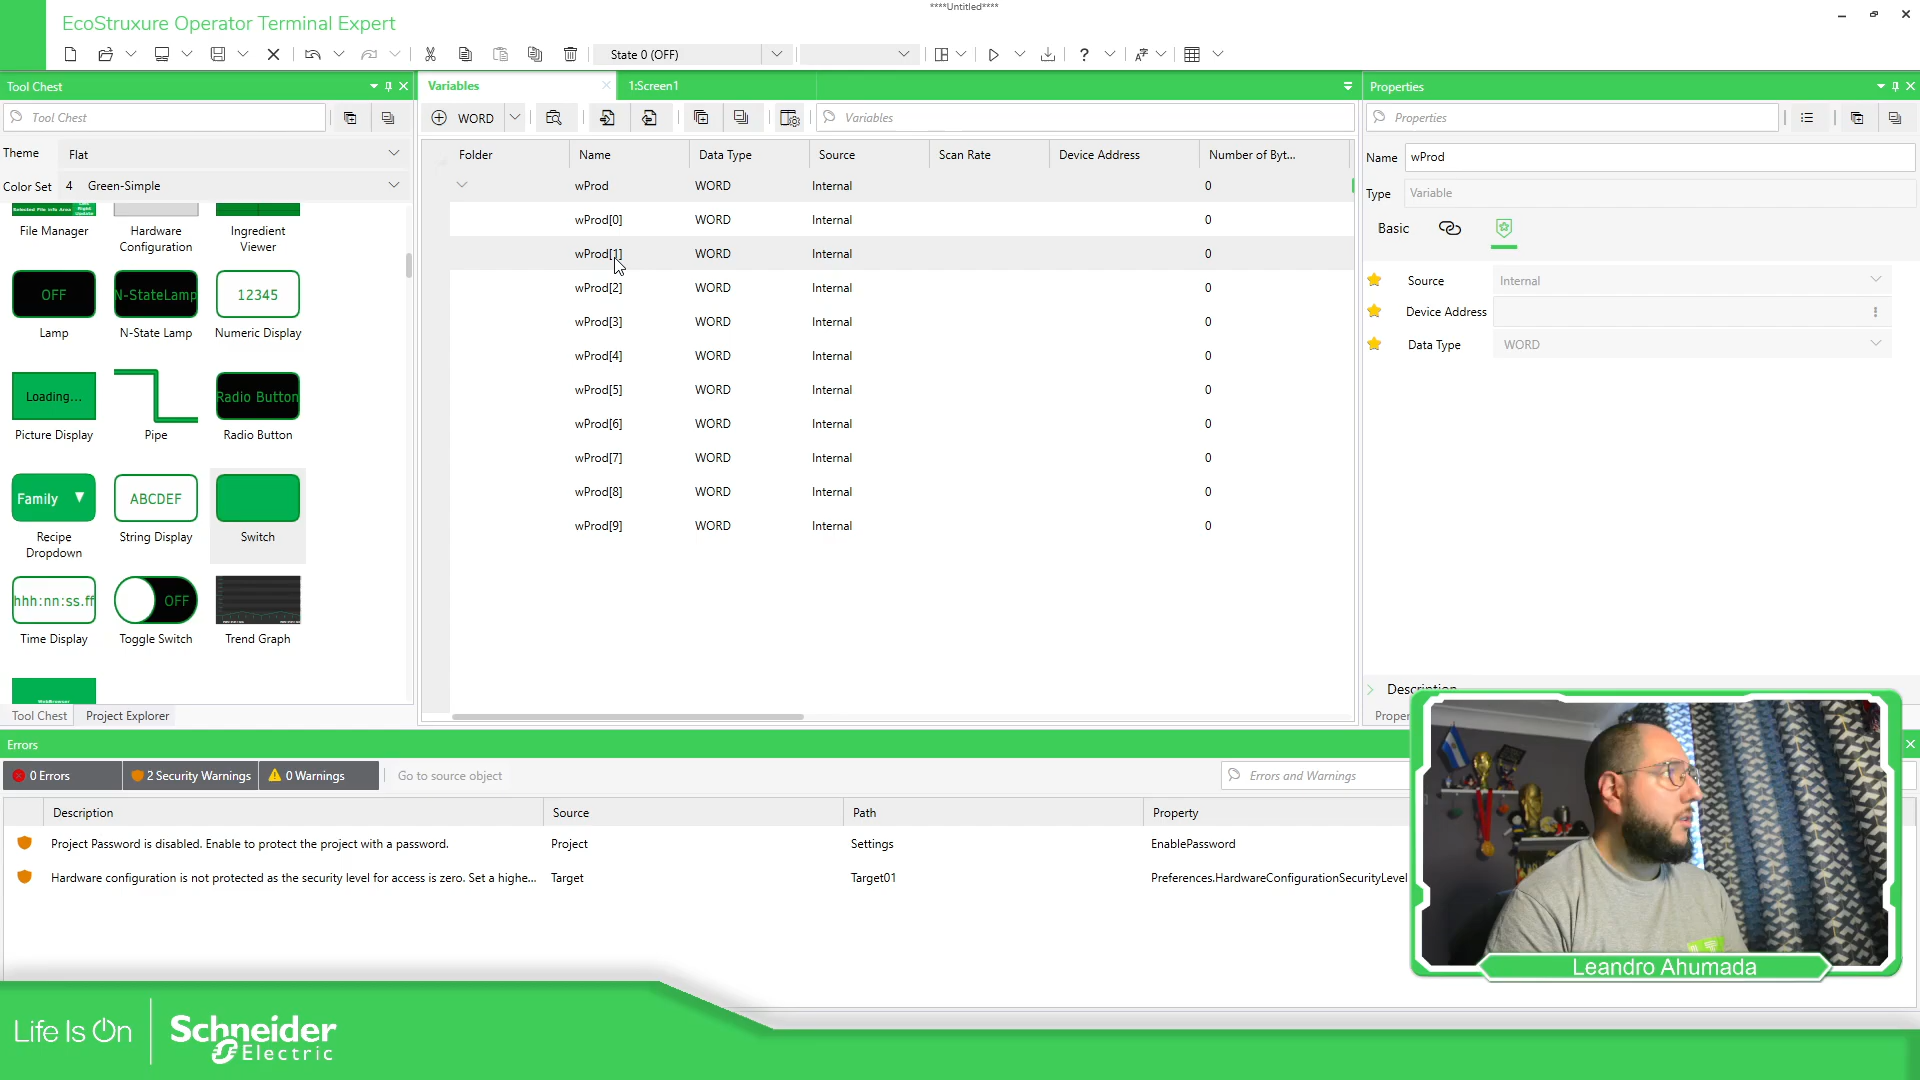 ****Untitled****
EcoStruxure Operator Terminal Expert
State 0 (OFF)
Tool Chest
Tool Chest
Theme
Flat
Color Set
4 Green-Simple
File Manager
Hardware
Configuration
Ingredient
Viewer
OFF
N-StateLamp
12345
Lamp
N-State Lamp
Numeric Display
Loading...
Radio Button
Picture Display
Pipe
Radio Button
Family
ABCDEF
Recipe
Dropdown
String Display
Switch
hhh:nn:ss.ff
OFF
Time Display
Toggle Switch
Trend Graph
Tool Chest
Project Explorer
Variables
1:Screen1
WORD
Variables
Folder Name Data Type Source Scan Rate Device Address Number of Byt...
wProd WORD Internal 0
wProd[0] WORD Internal 0
wProd[1] WORD Internal 0
wProd[2] WORD Internal 0
wProd[3] WORD Internal 0
wProd[4] WORD Internal 0
wProd[5] WORD Internal 0
wProd[6] WORD Internal 0
wProd[7] WORD Internal 0
wProd[8] WORD Internal 0
wProd[9] WORD Internal 0
Properties
Properties
Name wProd
Type Variable
Basic
Source Internal
Device Address
Data Type WORD
Description
Errors
0 Errors
2 Security Warnings
0 Warnings
Go to source object
Errors and Warnings
Description Source Path Property
Project Password is disabled. Enable to protect the project with a password. Project Settings EnablePassword
Hardware configuration is not protected as the security level for access is zero. Set a highe... Target Target01 Preferences.HardwareConfigurationSecurityLevel
Leandro Ahumada
Life Is On
Schneider
Electric